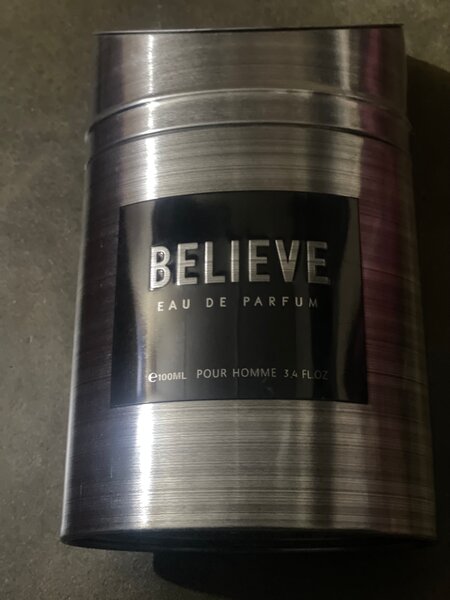 BELIEVE
EAU DE PARFUM
℮100ML POUR HOMME 3,4 FL.OZ